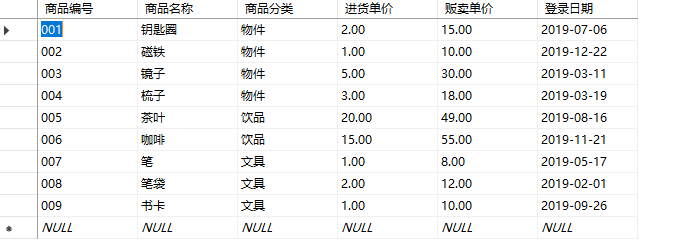 商品编号 商品名称 商品分类 进货单价 贩卖单价 登录日期
001 钥匙圈 物件 2.00 15.00 2019-07-06
002 磁铁 物件 1.00 10.00 2019-12-22
003 镜子 物件 5.00 30.00 2019-03-11
004 梳子 物件 3.00 18.00 2019-03-19
005 茶叶 饮品 20.00 49.00 2019-08-16
006 咖啡 饮品 15.00 55.00 2019-11-21
007 笔 文具 1.00 8.00 2019-05-17
008 笔袋 文具 2.00 12.00 2019-02-01
009 书卡 文具 1.00 10.00 2019-09-26
NULL NULL NULL NULL NULL NULL